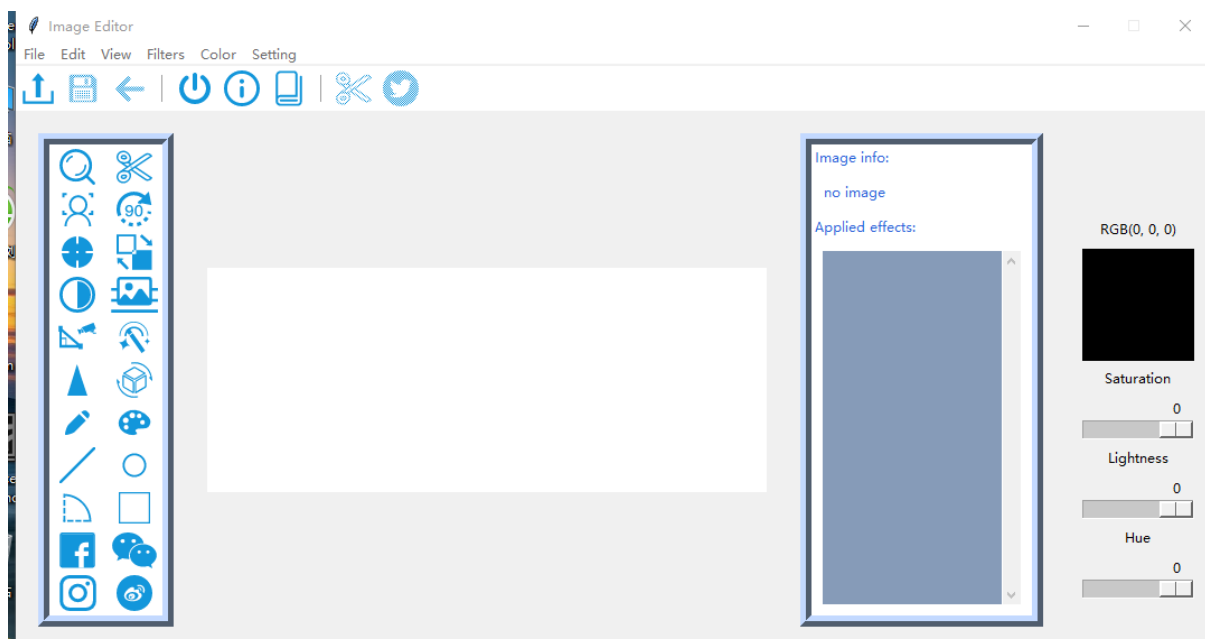 Image Editor
File Edit View Filters Color Setting
90
Image info:
no image
Applied effects:
RGB(0, 0, 0)
Saturation
0
Lightness
0
Hue
0